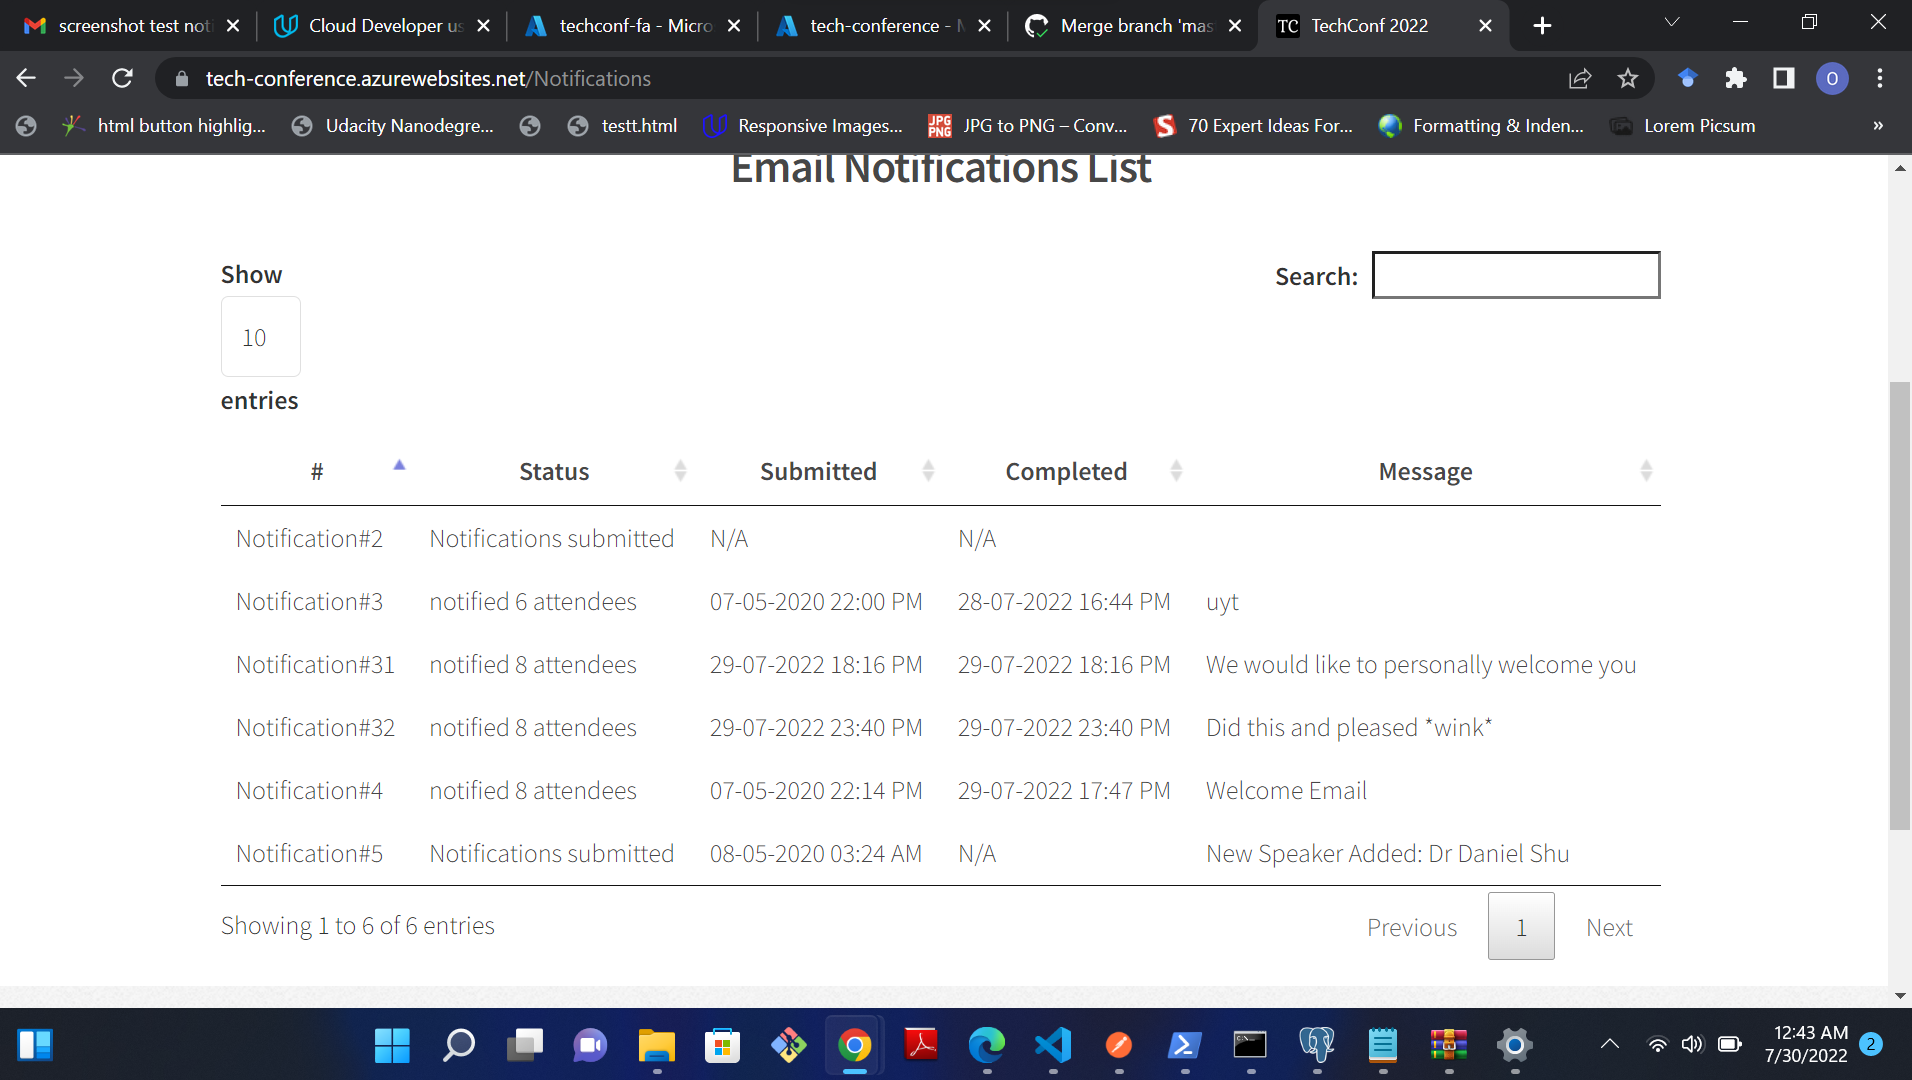 screenshot test noti
Cloud Developer us
techconf-fa - Micro
tech-conference - M
Merge branch 'mas
TC TechConf 2022
tech-conference.azurewebsites.net/Notifications
O
html button highlig...
Udacity Nanodegre...
testt.html
Responsive Images...
JPG PNG JPG to PNG – Conv...
70 Expert Ideas For...
Formatting & Inden...
Lorem Picsum
»
Email Notifications List
Show
10
entries
Search:
# Status Submitted Completed Message
Notification#2 Notifications submitted N/A N/A
Notification#3 notified 6 attendees 07-05-2020 22:00 PM 28-07-2022 16:44 PM uyt
Notification#31 notified 8 attendees 29-07-2022 18:16 PM 29-07-2022 18:16 PM We would like to personally welcome you
Notification#32 notified 8 attendees 29-07-2022 23:40 PM 29-07-2022 23:40 PM Did this and pleased *wink*
Notification#4 notified 8 attendees 07-05-2020 22:14 PM 29-07-2022 17:47 PM Welcome Email
Notification#5 Notifications submitted 08-05-2020 03:24 AM N/A New Speaker Added: Dr Daniel Shu
Showing 1 to 6 of 6 entries
Previous 1 Next
12:43 AM
7/30/2022
2